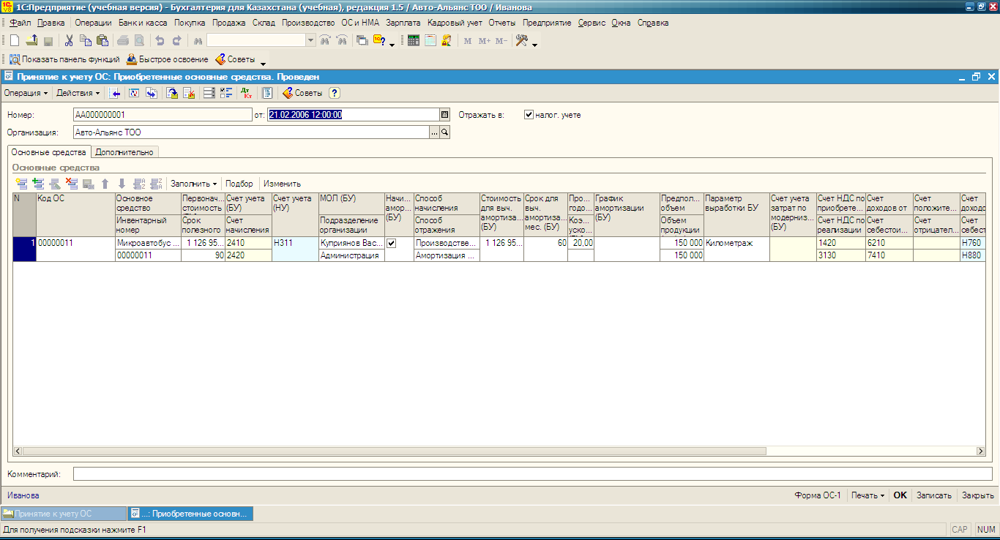 1С:Предприятие (учебная версия) - Бухгалтерия для Казахстана (учебная), редакция 1.5 / Авто-Альянс ТОО / Иванова
Файл Правка Операции Банк и касса Покупка Продажа Склад Производство ОС и НМА Зарплата Кадровый учет Отчеты Предприятие Сервис Окна Справка
M M+ M-
Показать панель функций Быстрое освоение Советы
Принятие к учету ОС: Приобретенные основные средства. Проведен
Операция Действия Дт Кт Советы
Номер: АА000000001 от: 21.02.2006 12:00:00 Отражать в: налог. учете
Организация: Авто-Альянс ТОО ...
Основные средства Дополнительно
Основные средства
Заполнить Подбор Изменить
N Код ОС Основное Первонач... Счет учета Счет учета МОЛ (БУ) Начи... Способ Стоимость Срок для Про... График Предпол... Параметр Счет учета Счет НДС по Счет Счет Счет
средство стоимость (БУ) (НУ) амор... начисления для выч. выч. годо... амортизации объем выработки БУ затрат по приобрете... доходов от положите... доходо
Инвентарный Срок Счет Подразделение (БУ) Способ амортиза... амортиза... Коэ... (БУ) Объем модерниз... Счет НДС по Счет Счет Счет
номер полезного начисления организации отражения (БУ) мес. (БУ) уско... продукции (БУ) реализации себестои... отрицател... себест
1 00000011 Микроавтобус ... 1 126 95... 2410 Н311 Куприянов Вас... Производстве... 1 126 95... 60 20,00 150 000 Километраж 1420 6210 Н760
00000011 90 2420 Администрация Амортизация ... 150 000 3130 7410 Н880
Комментарий:
Иванова Форма ОС-1 Печать ОК Записать Закрыть
Принятие к учету ОС ...: Приобретенные основн...
Для получения подсказки нажмите F1 CAP NUM